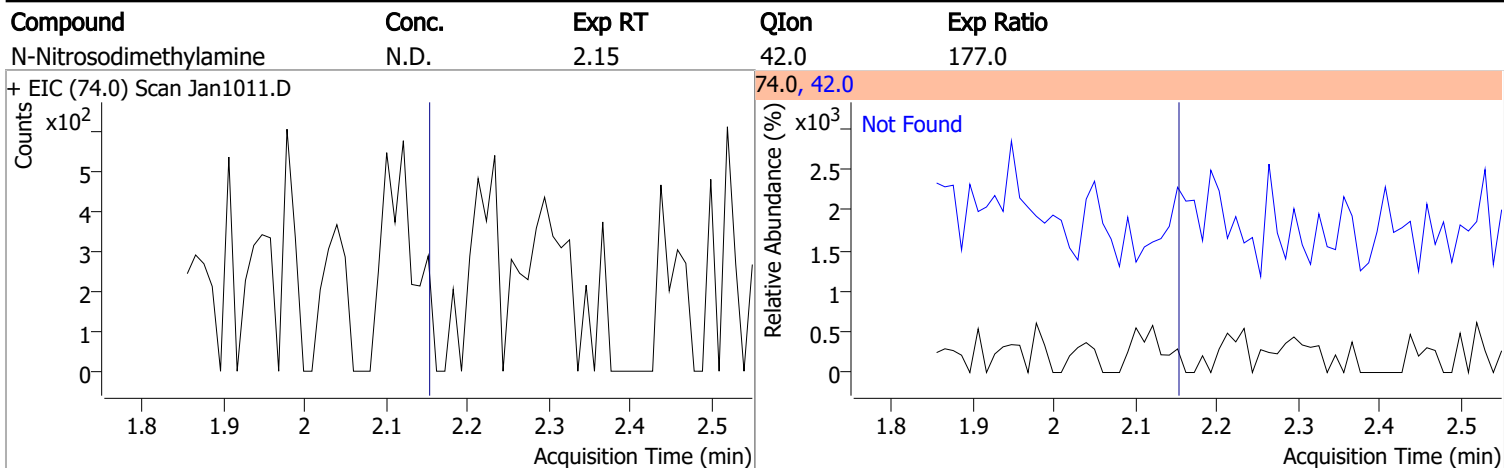 Compound Conc. Exp RT QIon Exp Ratio
N-Nitrosodimethylamine N.D. 2.15 42.0 177.0
+ EIC (74.0) Scan Jan1011.D
Counts
x10²
5
4
3
2
1
0
1.8 1.9 2 2.1 2.2 2.3 2.4 2.5
Acquisition Time (min)
74.0, 42.0
Relative Abundance (%)
x10³
Not Found
2.5
2
1.5
1
0.5
0
1.8 1.9 2 2.1 2.2 2.3 2.4 2.5
Acquisition Time (min)